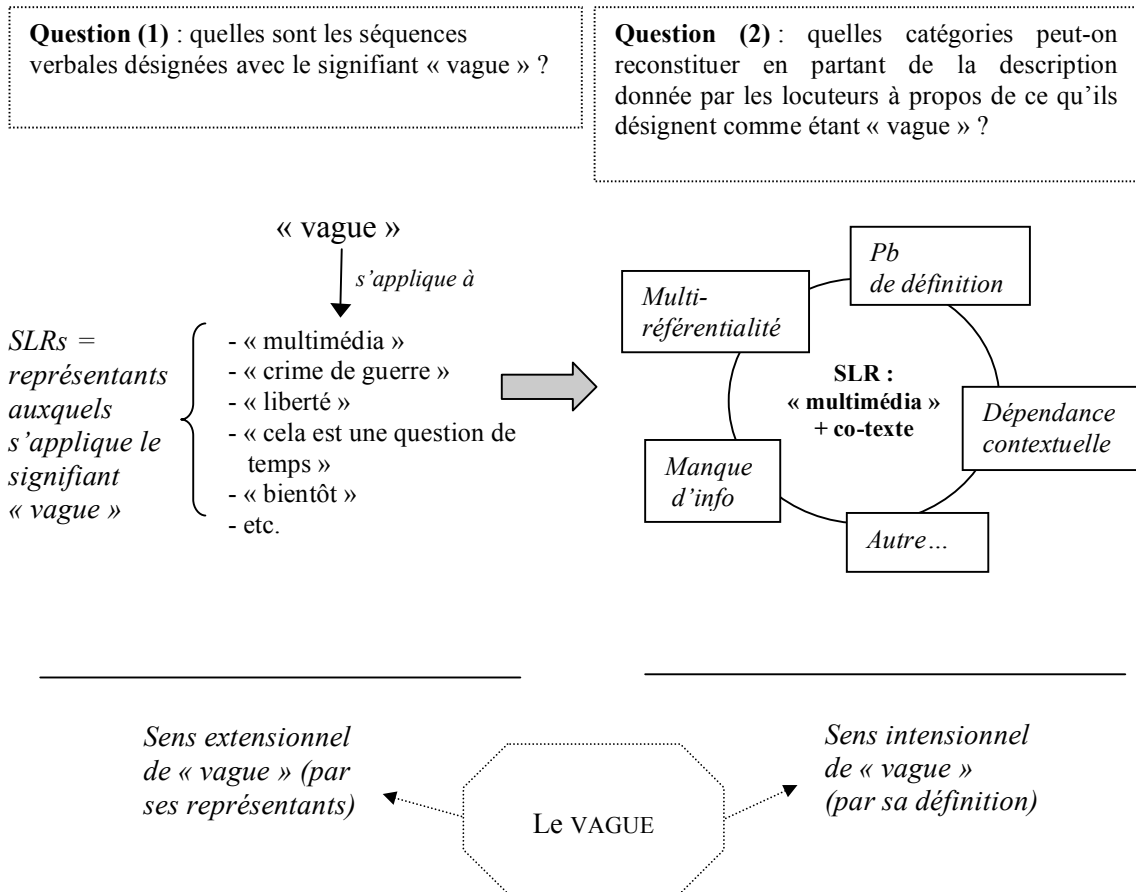 Question (1) : quelles sont les séquences
verbales désignées avec le signifiant « vague » ?
Question (2) : quelles catégories peut-on
reconstituer en partant de la description
donnée par les locuteurs à propos de ce qu'ils
désignent comme étant « vague » ?
« vague »
s'applique à
SLRs =
représentants
auxquels
s'applique le
signifiant
« vague »
- « multimédia »
- « crime de guerre »
- « liberté »
- « cela est une question de
temps »
- « bientôt »
- etc.
Pb
de définition
Multi-
référentialité
SLR :
« multimédia »
+ co-texte
Dépendance
contextuelle
Manque
d'info
Autre…
Sens extensionnel
de « vague » (par
ses représentants)
Sens intensionnel
de « vague »
(par sa définition)
Le VAGUE